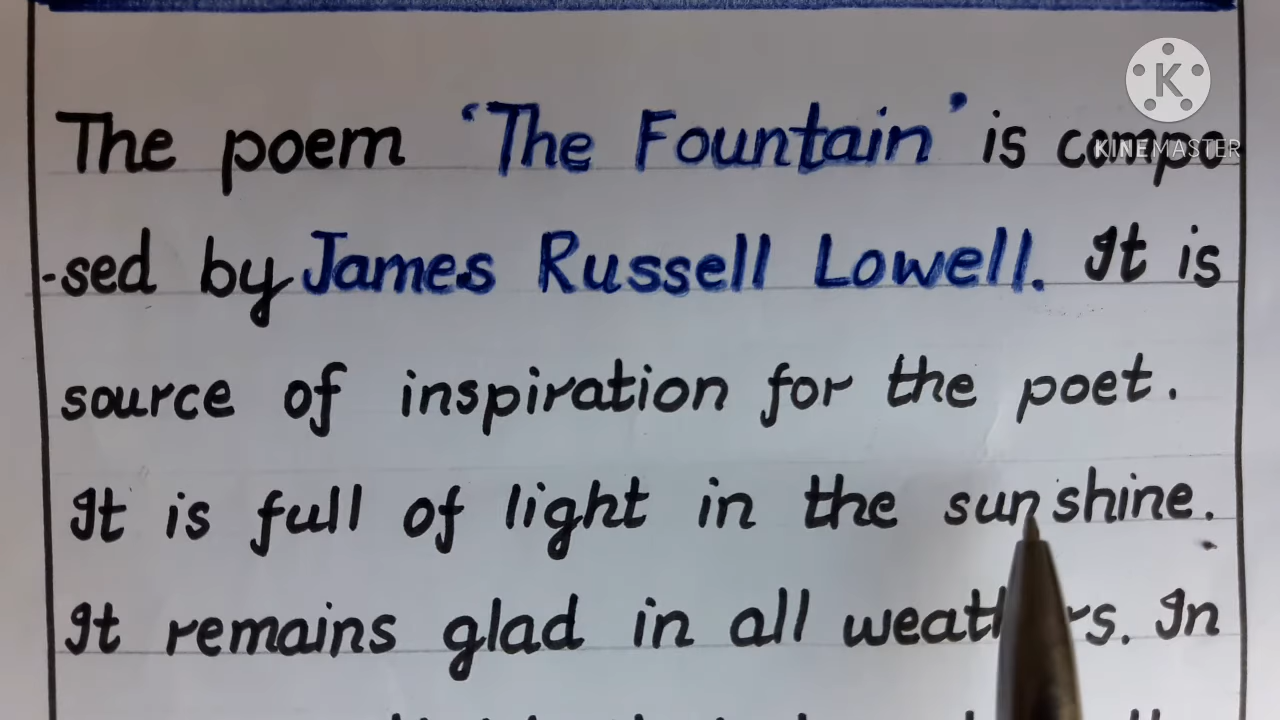 The poem 'The Fountain' is compo
-sed by James Russell Lowell. It is
source of inspiration for the poet.
It is full of light in the sunshine.
It remains glad in all weathers. In
K
KINEMASTER